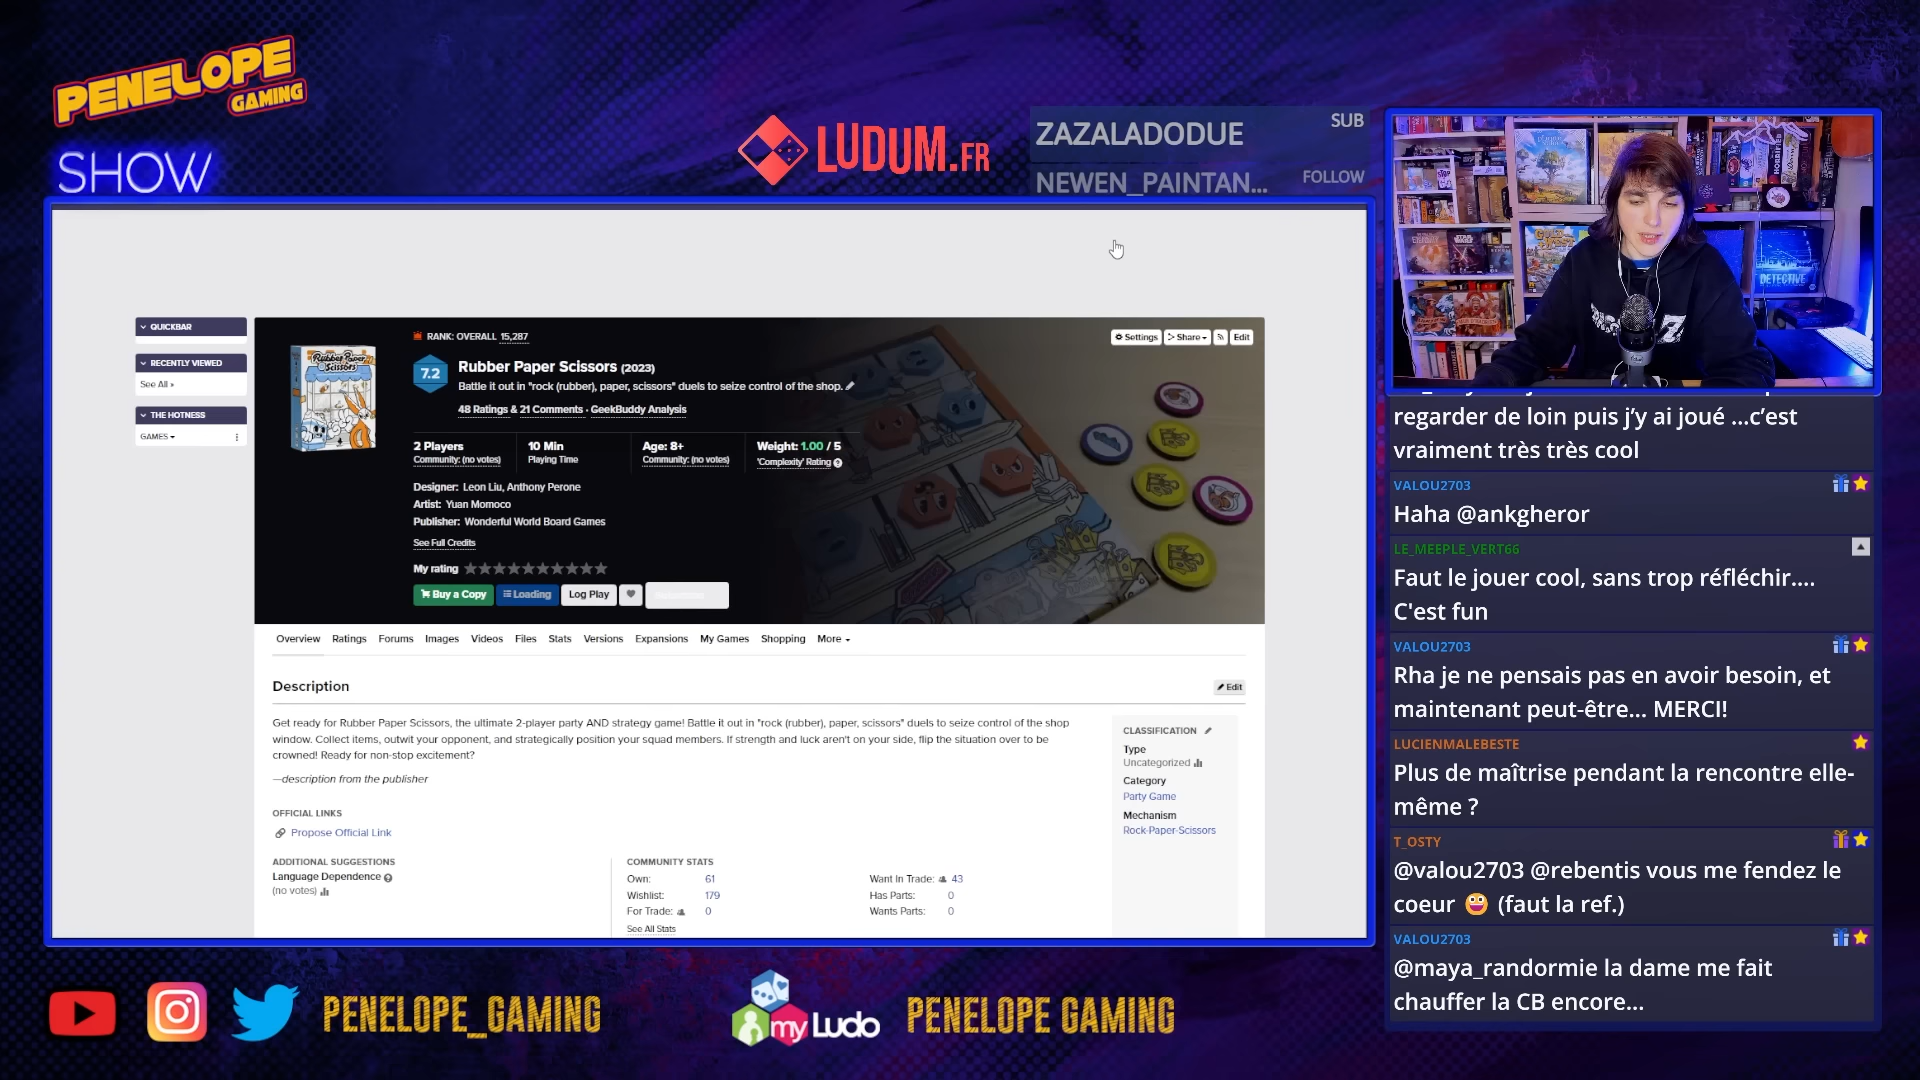 PENELOPE
GAMING
SHOW
LUDUM.FR
ZAZALADODUE
SUB
NEWEN_PAINTAN...
FOLLOW
QUICKBAR
RECENTLY VIEWED
See All »
THE HOTNESS
GAMES
RANK: OVERALL 15,287
Settings
Share
Edit
7.2
Rubber Paper Scissors (2023)
Battle it out in "rock (rubber), paper, scissors" duels to seize control of the shop.
48 Ratings & 21 Comments · GeekBuddy Analysis
2 Players
Community: (no votes)
10 Min
Playing Time
Age: 8+
Community: (no votes)
Weight: 1.00 / 5
'Complexity' Rating
Designer: Leon Liu, Anthony Perone
Artist: Yuan Momoco
Publisher: Wonderful World Board Games
See Full Credits
My rating
Buy a Copy
Loading
Log Play
Rubber Paper
Scissors
Overview
Ratings
Forums
Images
Videos
Files
Stats
Versions
Expansions
My Games
Shopping
More
Description
Edit
Get ready for Rubber Paper Scissors, the ultimate 2-player party AND strategy game! Battle it out in "rock (rubber), paper, scissors" duels to seize control of the shop
window. Collect items, outwit your opponent, and strategically position your squad members. If strength and luck aren't on your side, flip the situation over to be
crowned! Ready for non-stop excitement?
—description from the publisher
OFFICIAL LINKS
Propose Official Link
ADDITIONAL SUGGESTIONS
Language Dependence
(no votes)
COMMUNITY STATS
Own: 61
Wishlist: 179
For Trade: 0
See All Stats
Want In Trade: 43
Has Parts: 0
Wants Parts: 0
CLASSIFICATION
Type
Uncategorized
Category
Party Game
Mechanism
Rock-Paper-Scissors
STAR WARS
DETECTIVE
regarder de loin puis j'y ai joué ...c'est
vraiment très très cool
VALOU2703
Haha @ankgheror
LE_MEEPLE_VERT66
Faut le jouer cool, sans trop réfléchir....
C'est fun
VALOU2703
Rha je ne pensais pas en avoir besoin, et
maintenant peut-être... MERCI!
LUCIENMALEBESTE
Plus de maîtrise pendant la rencontre elle-
même ?
T_OSTY
@valou2703 @rebentis vous me fendez le
coeur 😀 (faut la ref.)
VALOU2703
@maya_randormie la dame me fait
chauffer la CB encore...
PENELOPE_GAMING
myLudo
PENELOPE GAMING